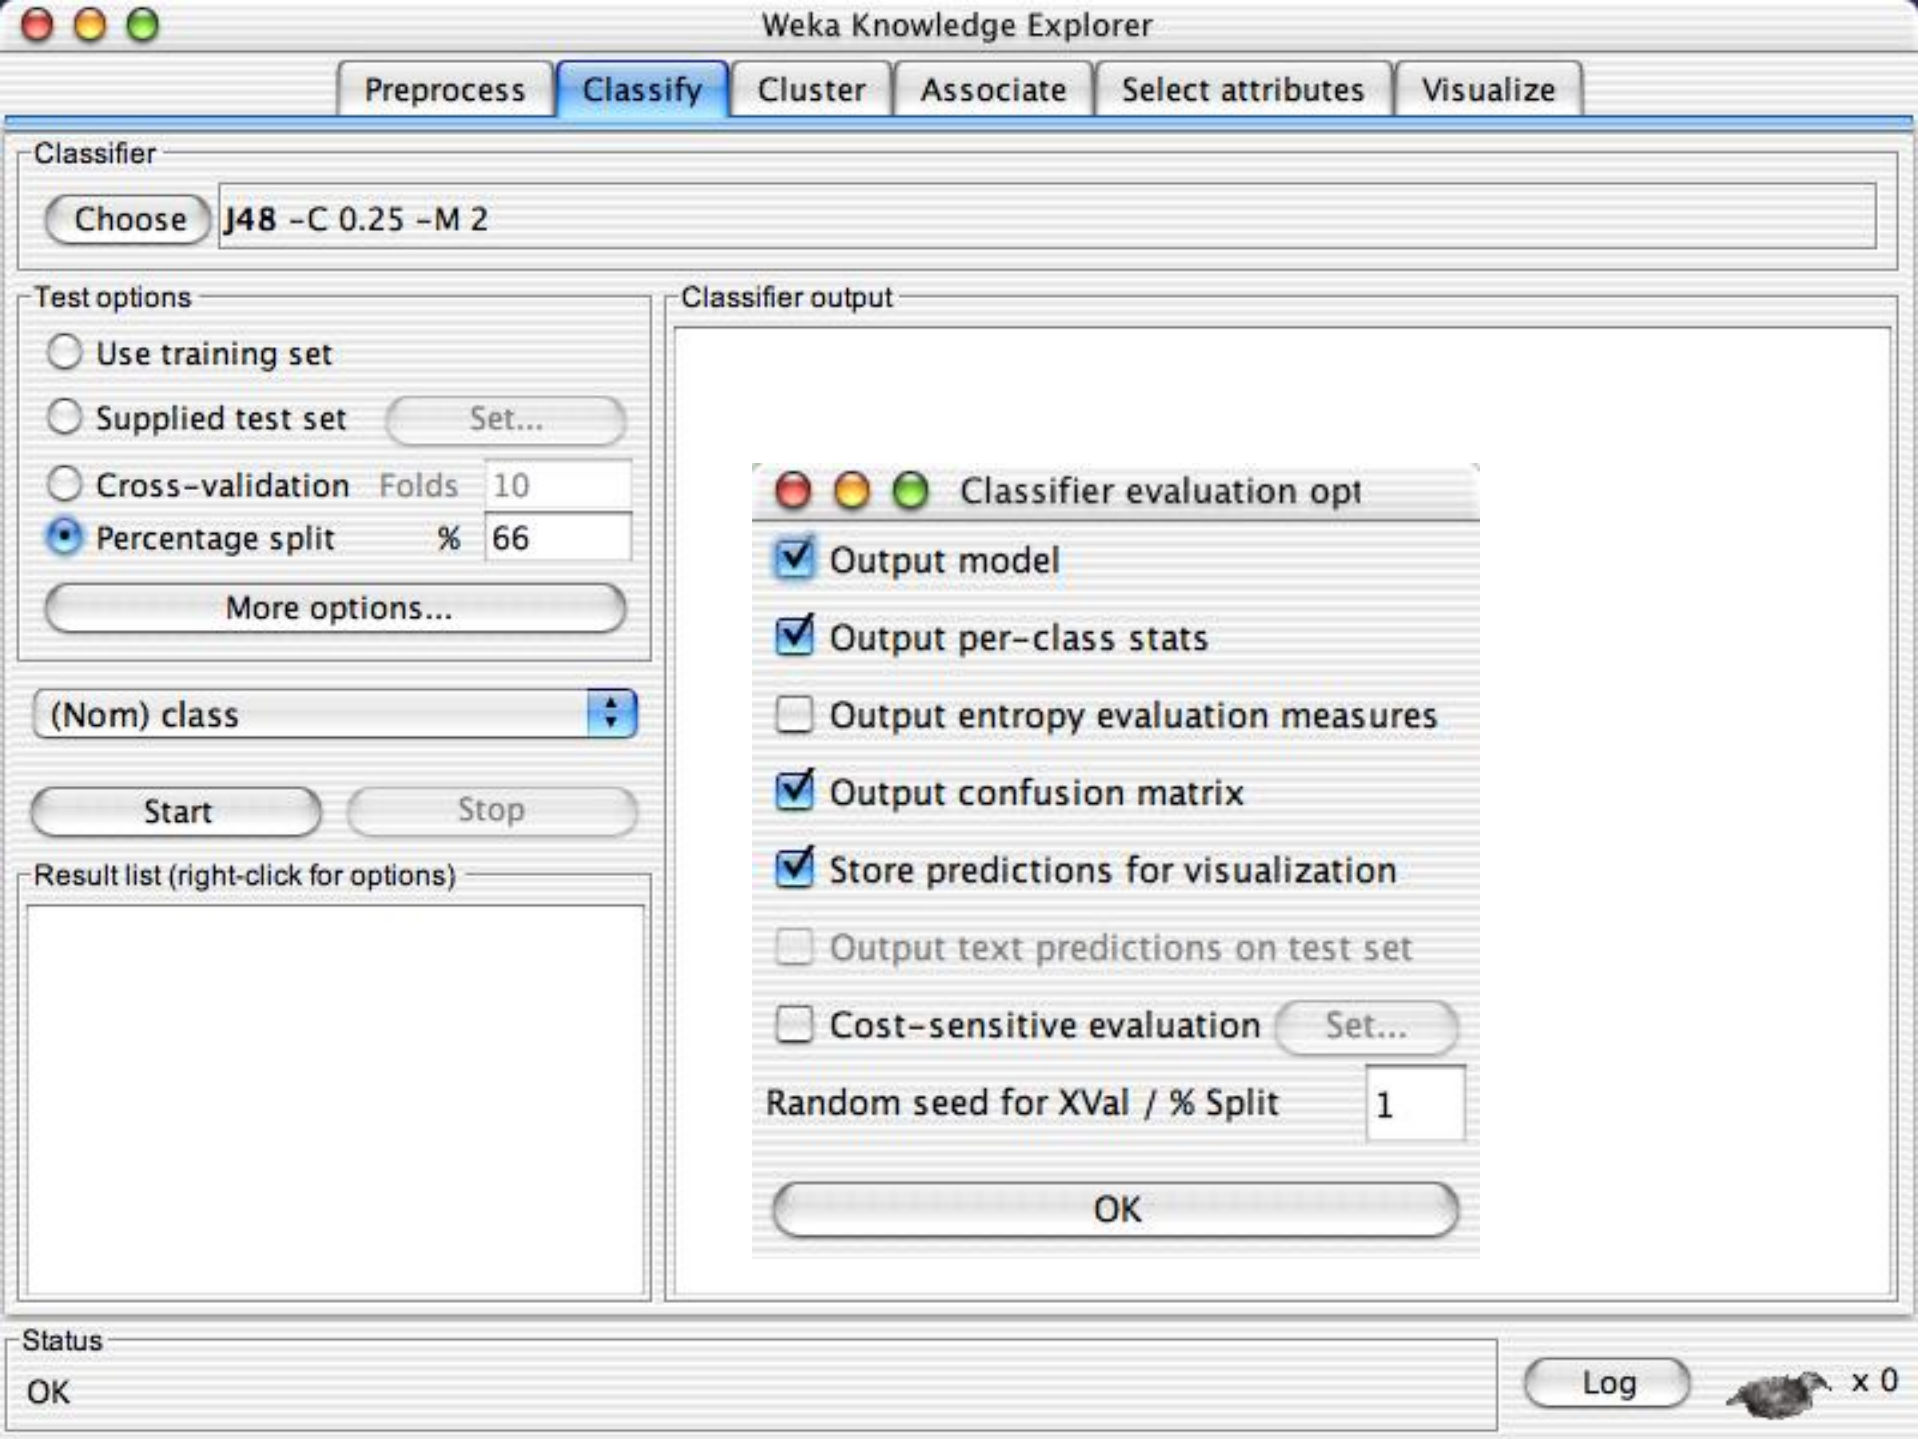 Weka Knowledge Explorer
Preprocess Classify Cluster Associate Select attributes Visualize
Classifier
Choose J48 -C 0.25 -M 2
Test options
Use training set
Supplied test set Set...
Cross-validation Folds 10
Percentage split % 66
More options...
(Nom) class
Start Stop
Result list (right-click for options)
Classifier output
Classifier evaluation opt
Output model
Output per-class stats
Output entropy evaluation measures
Output confusion matrix
Store predictions for visualization
Output text predictions on test set
Cost-sensitive evaluation Set...
Random seed for XVal / % Split 1
OK
Status
OK
Log x 0